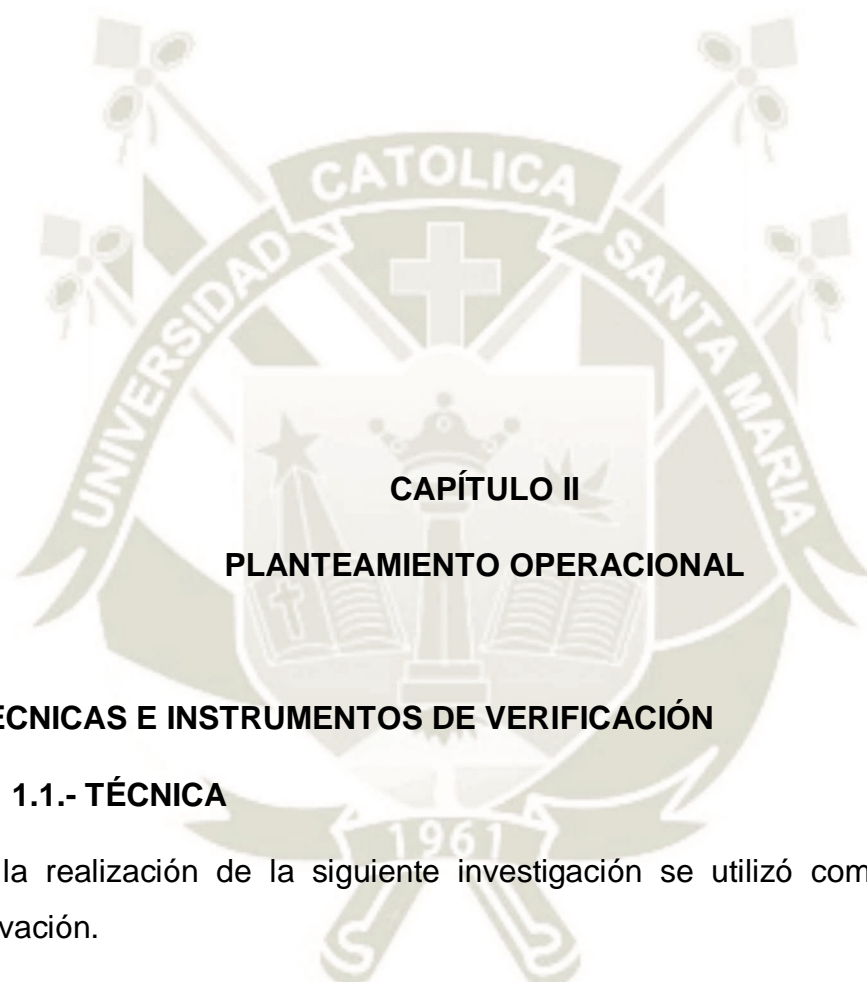 UNIVERSIDAD CATOLICA SANTA MARIA
CAPÍTULO II
PLANTEAMIENTO OPERACIONAL
ECNICAS E INSTRUMENTOS DE VERIFICACIÓN
1.1.- TÉCNICA
la realización de la siguiente investigación se utilizó com
vación.
1961